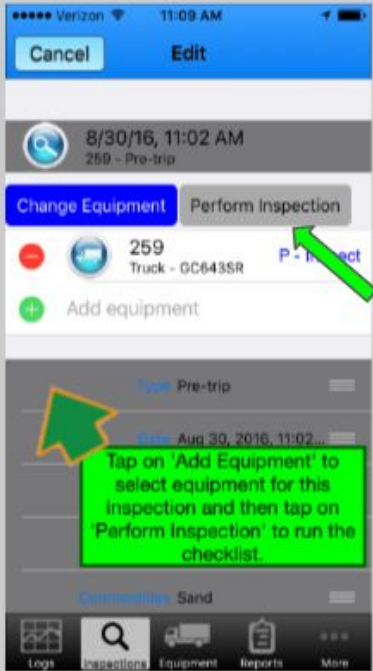 Verizon 11:09 AM
Cancel Edit
8/30/16, 11:02 AM
259 - Pre-trip
Change Equipment Perform Inspection
259 P - ect
Truck - GC643SR
Add equipment
Type Pre-trip
Date Aug 30, 2016, 11:02...
Tap on 'Add Equipment' to
select equipment for this
inspection and then tap on
'Perform Inspection' to run the
checklist.
Commodities Sand
Logs Inspections Equipment Reports More